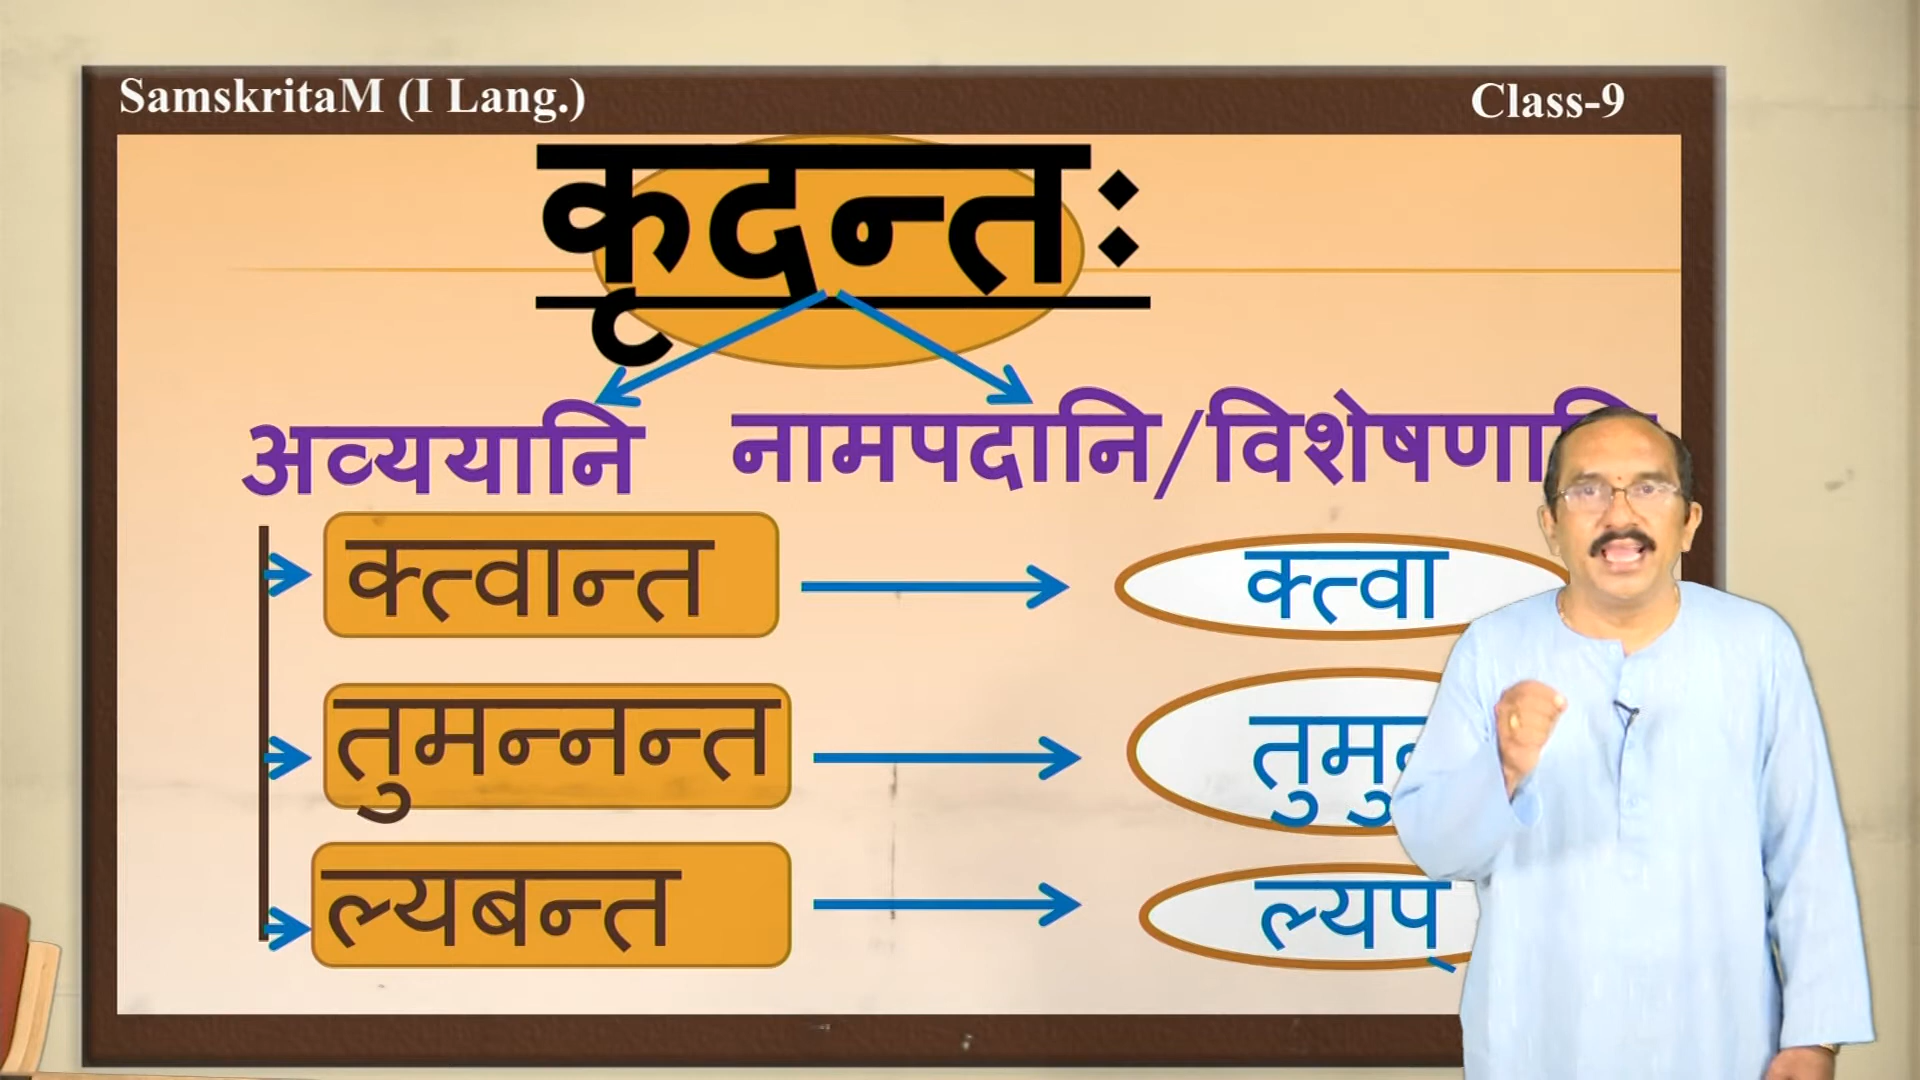 SamskritaM (I Lang.) Class-9
कृदन्तः
अव्ययानि नामपदानि/विशेषणानि
क्त्वान्त क्त्वा
तुमन्नन्त
ल्यबन्त ल्यप्